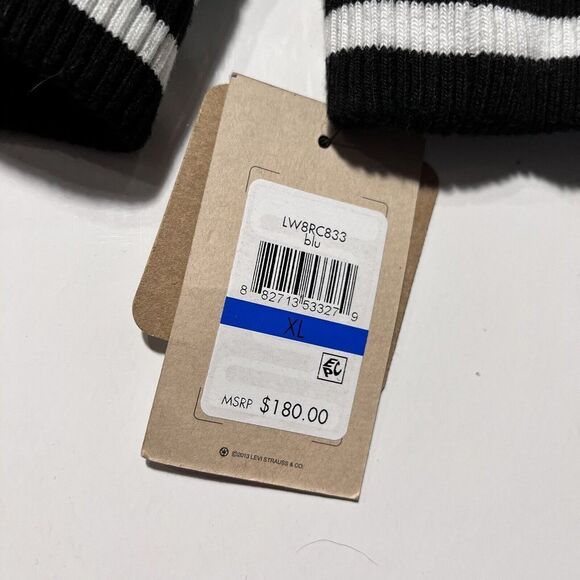 LW8RC833
blu
8 82713 53327 9
XL
MSRP $180.00
©2013 LEVI STRAUSS & CO.